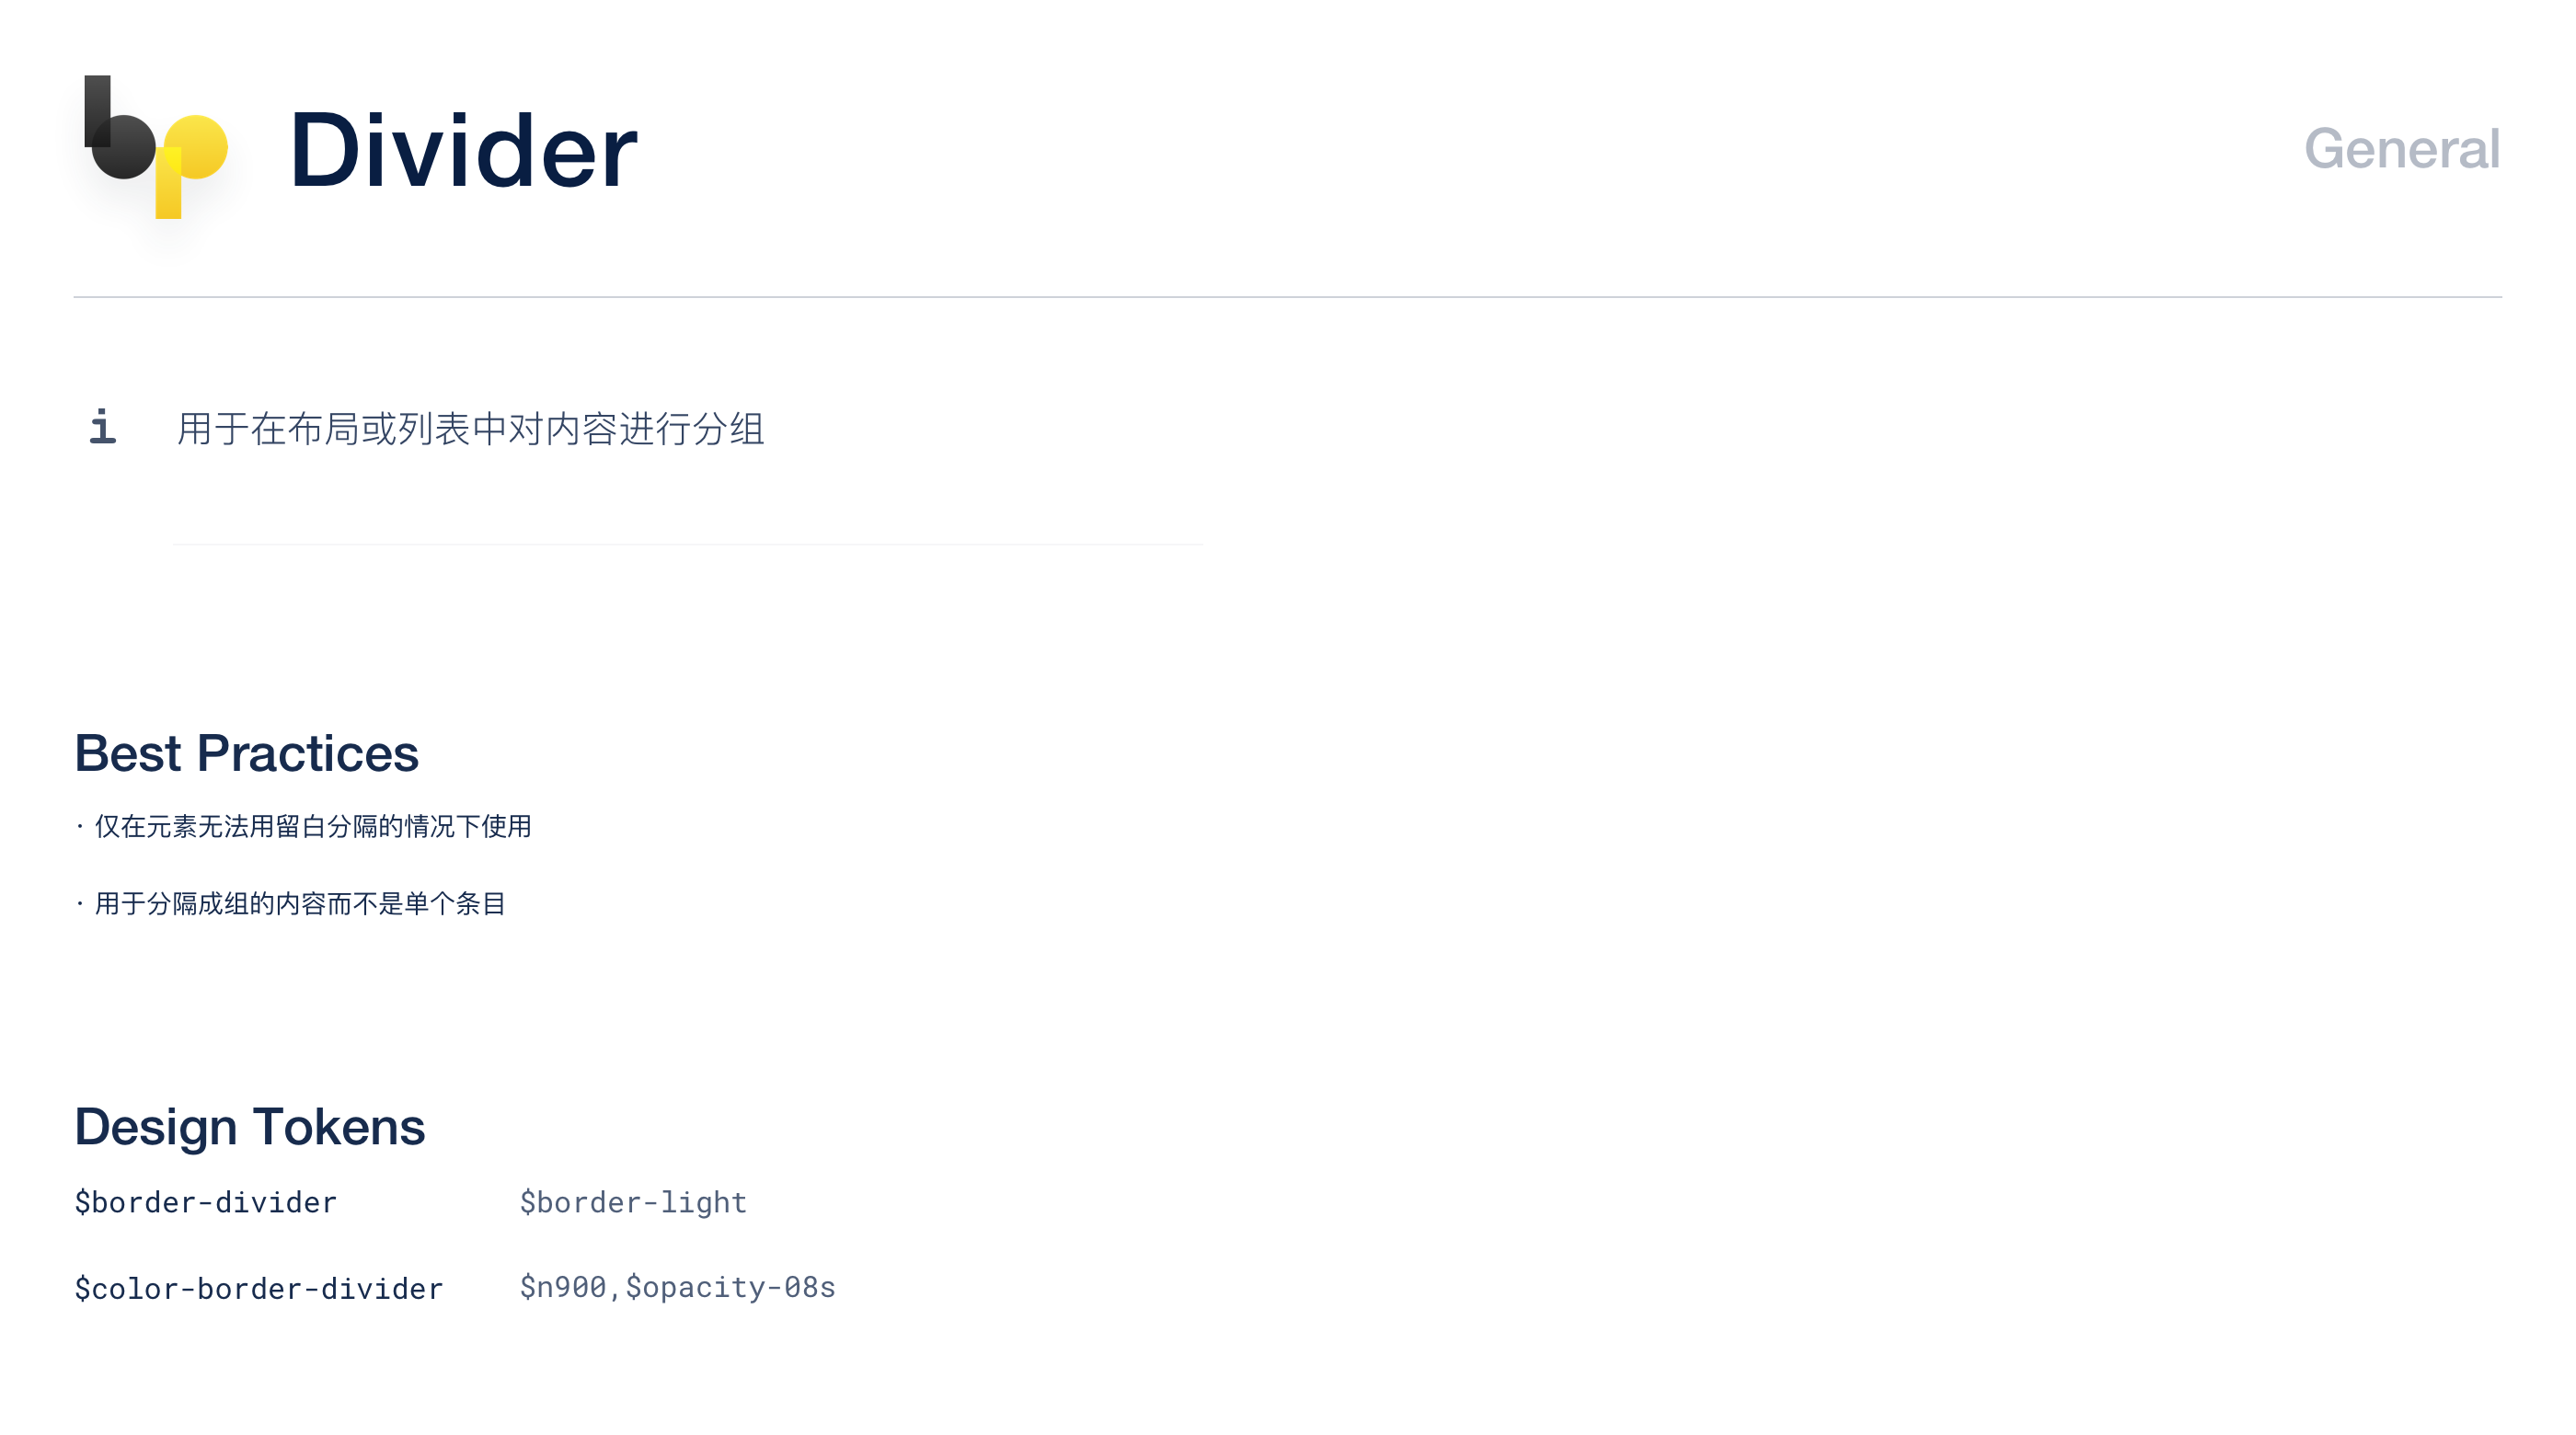 bp
Divider
General
i
用于在布局或列表中对内容进行分组
Best Practices
· 仅在元素无法用留白分隔的情况下使用
· 用于分隔成组的内容而不是单个条目
Design Tokens
$border-divider $border-light
$color-border-divider $n900,$opacity-08s